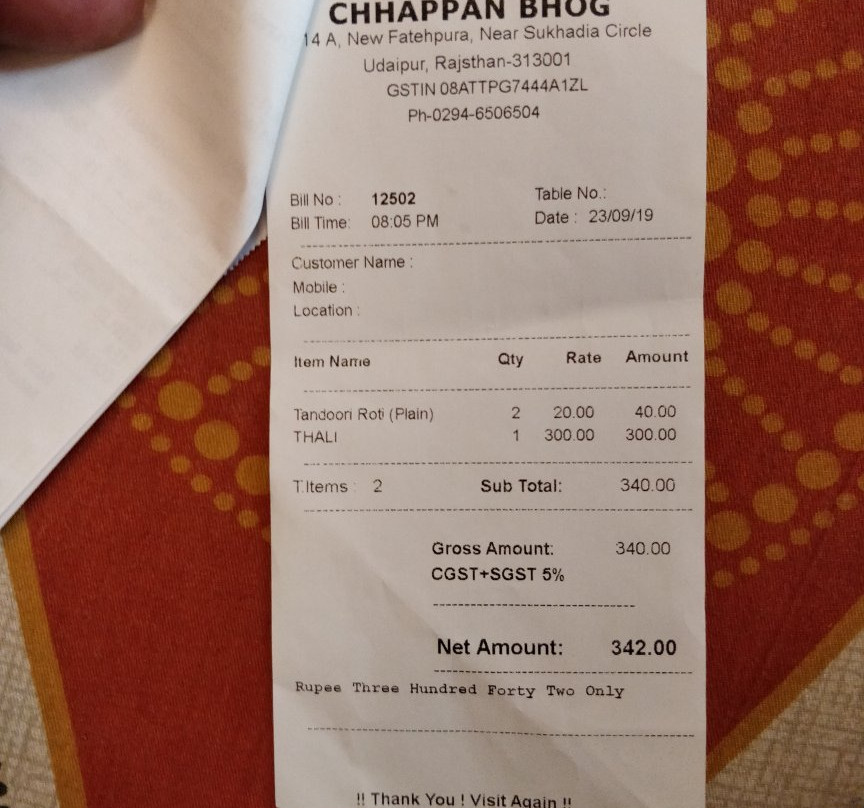 CHHAPPAN BHOG
14 A, New Fatehpura, Near Sukhadia Circle
Udaipur, Rajsthan-313001
GSTIN 08ATTPG7444A1ZL
Ph-0294-6506504
Bill No : 12502 Table No.:
Bill Time: 08:05 PM Date : 23/09/19
Customer Name :
Mobile :
Location :
Item Name Qty Rate Amount
Tandoori Roti (Plain) 2 20.00 40.00
THALI 1 300.00 300.00
T.Items : 2 Sub Total: 340.00
Gross Amount: 340.00
CGST+SGST 5%
Net Amount: 342.00
Rupee Three Hundred Forty Two Only
!! Thank You ! Visit Again !!